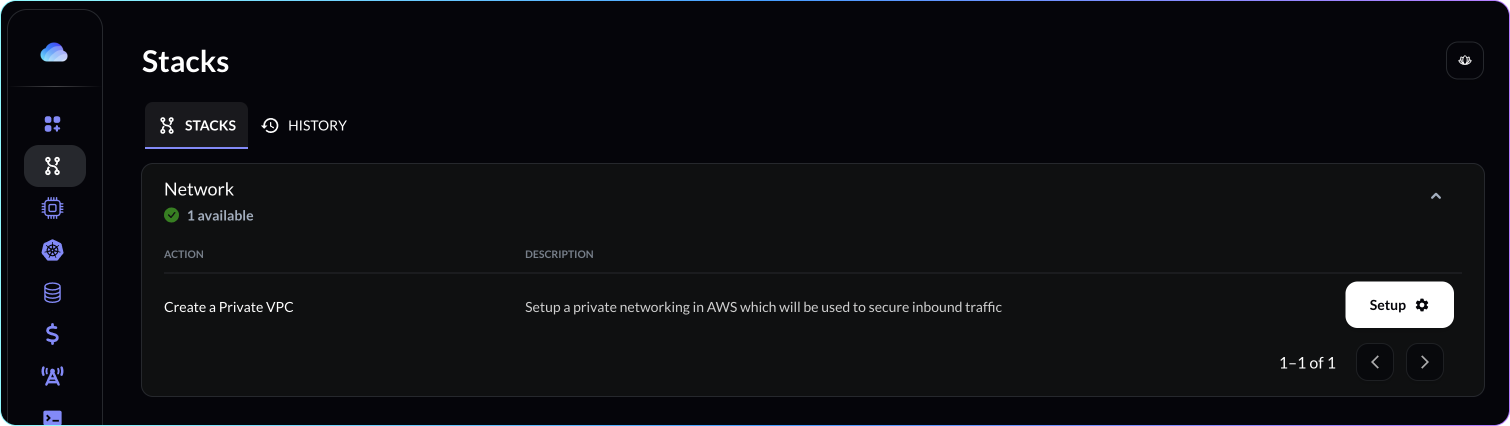 Stacks
STACKS
HISTORY
Network
1 available
ACTION
DESCRIPTION
Create a Private VPC
Setup a private networking in AWS which will be used to secure inbound traffic
Setup
1–1 of 1